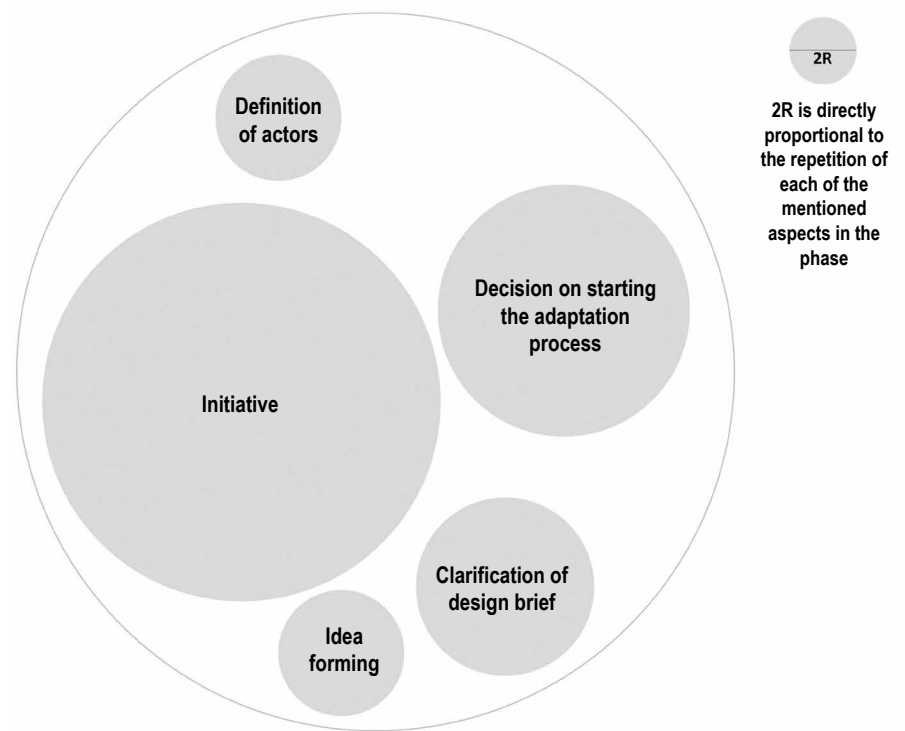 Definition
of actors
Decision on starting
the adaptation
process
Initiative
Clarification of
design brief
Idea
forming
2R
2R is directly
proportional to
the repetition of
each of the
mentioned
aspects in the
phase